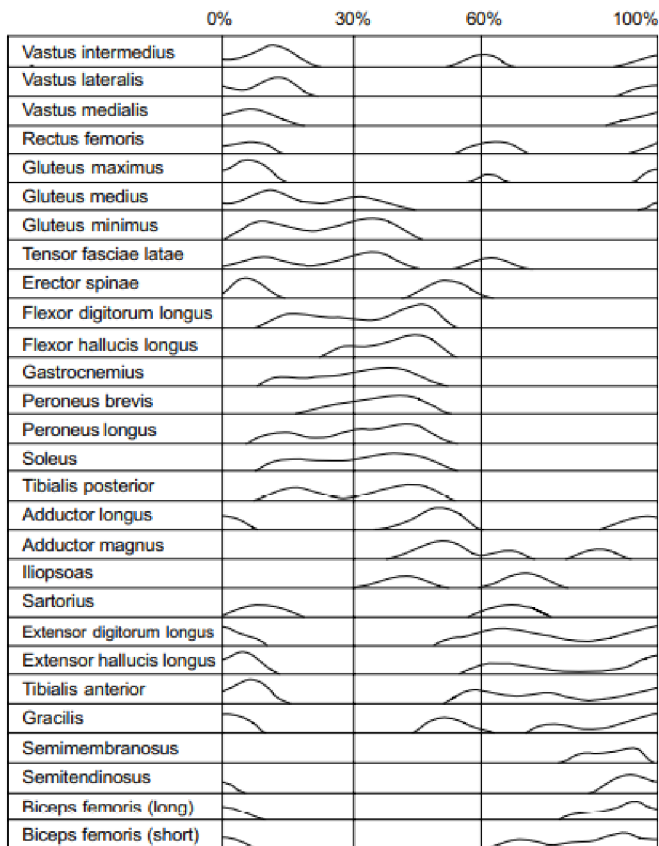 0% 30% 60% 100%
Vastus intermedius
Vastus lateralis
Vastus medialis
Rectus femoris
Gluteus maximus
Gluteus medius
Gluteus minimus
Tensor fasciae latae
Erector spinae
Flexor digitorum longus
Flexor hallucis longus
Gastrocnemius
Peroneus brevis
Peroneus longus
Soleus
Tibialis posterior
Adductor longus
Adductor magnus
Iliopsoas
Sartorius
Extensor digitorum longus
Extensor hallucis longus
Tibialis anterior
Gracilis
Semimembranosus
Semitendinosus
Biceps femoris (long)
Biceps femoris (short)